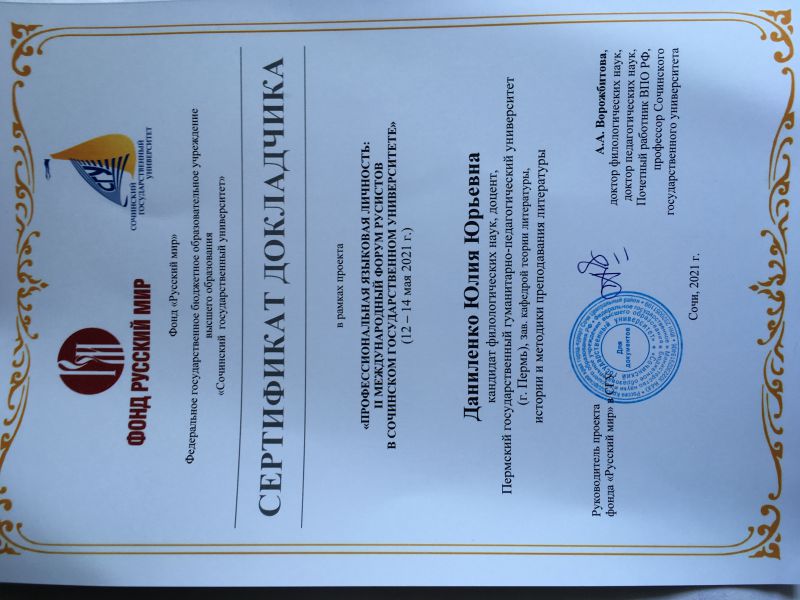 ФОНД РУССКИЙ МИР
СОЧИНСКИЙ
ГОСУДАРСТВЕННЫЙ
УНИВЕРСИТЕТ
Фонд «Русский мир»
Федеральное государственное бюджетное образовательное учреждение
высшего образования
«Сочинский государственный университет»
СЕРТИФИКАТ ДОКЛАДЧИКА
в рамках проекта
«ПРОФЕССИОНАЛЬНАЯ ЯЗЫКОВАЯ ЛИЧНОСТЬ:
II МЕЖДУНАРОДНЫЙ ФОРУМ РУСИСТОВ
В СОЧИНСКОМ ГОСУДАРСТВЕННОМ УНИВЕРСИТЕТЕ»
(12 – 14 мая 2021 г.)
Даниленко Юлия Юрьевна
кандидат филологических наук, доцент,
Пермский государственный гуманитарно-педагогический университет
(г. Пермь), зав. кафедрой теории литературы,
истории и методики преподавания литературы
Руководитель проекта
фонда «Русский мир» в СГУ
Для
документов
А.А. Ворожбитова,
доктор филологических наук,
доктор педагогических наук,
Почетный работник ВПО РФ,
профессор Сочинского
государственного университета
Сочи, 2021 г.